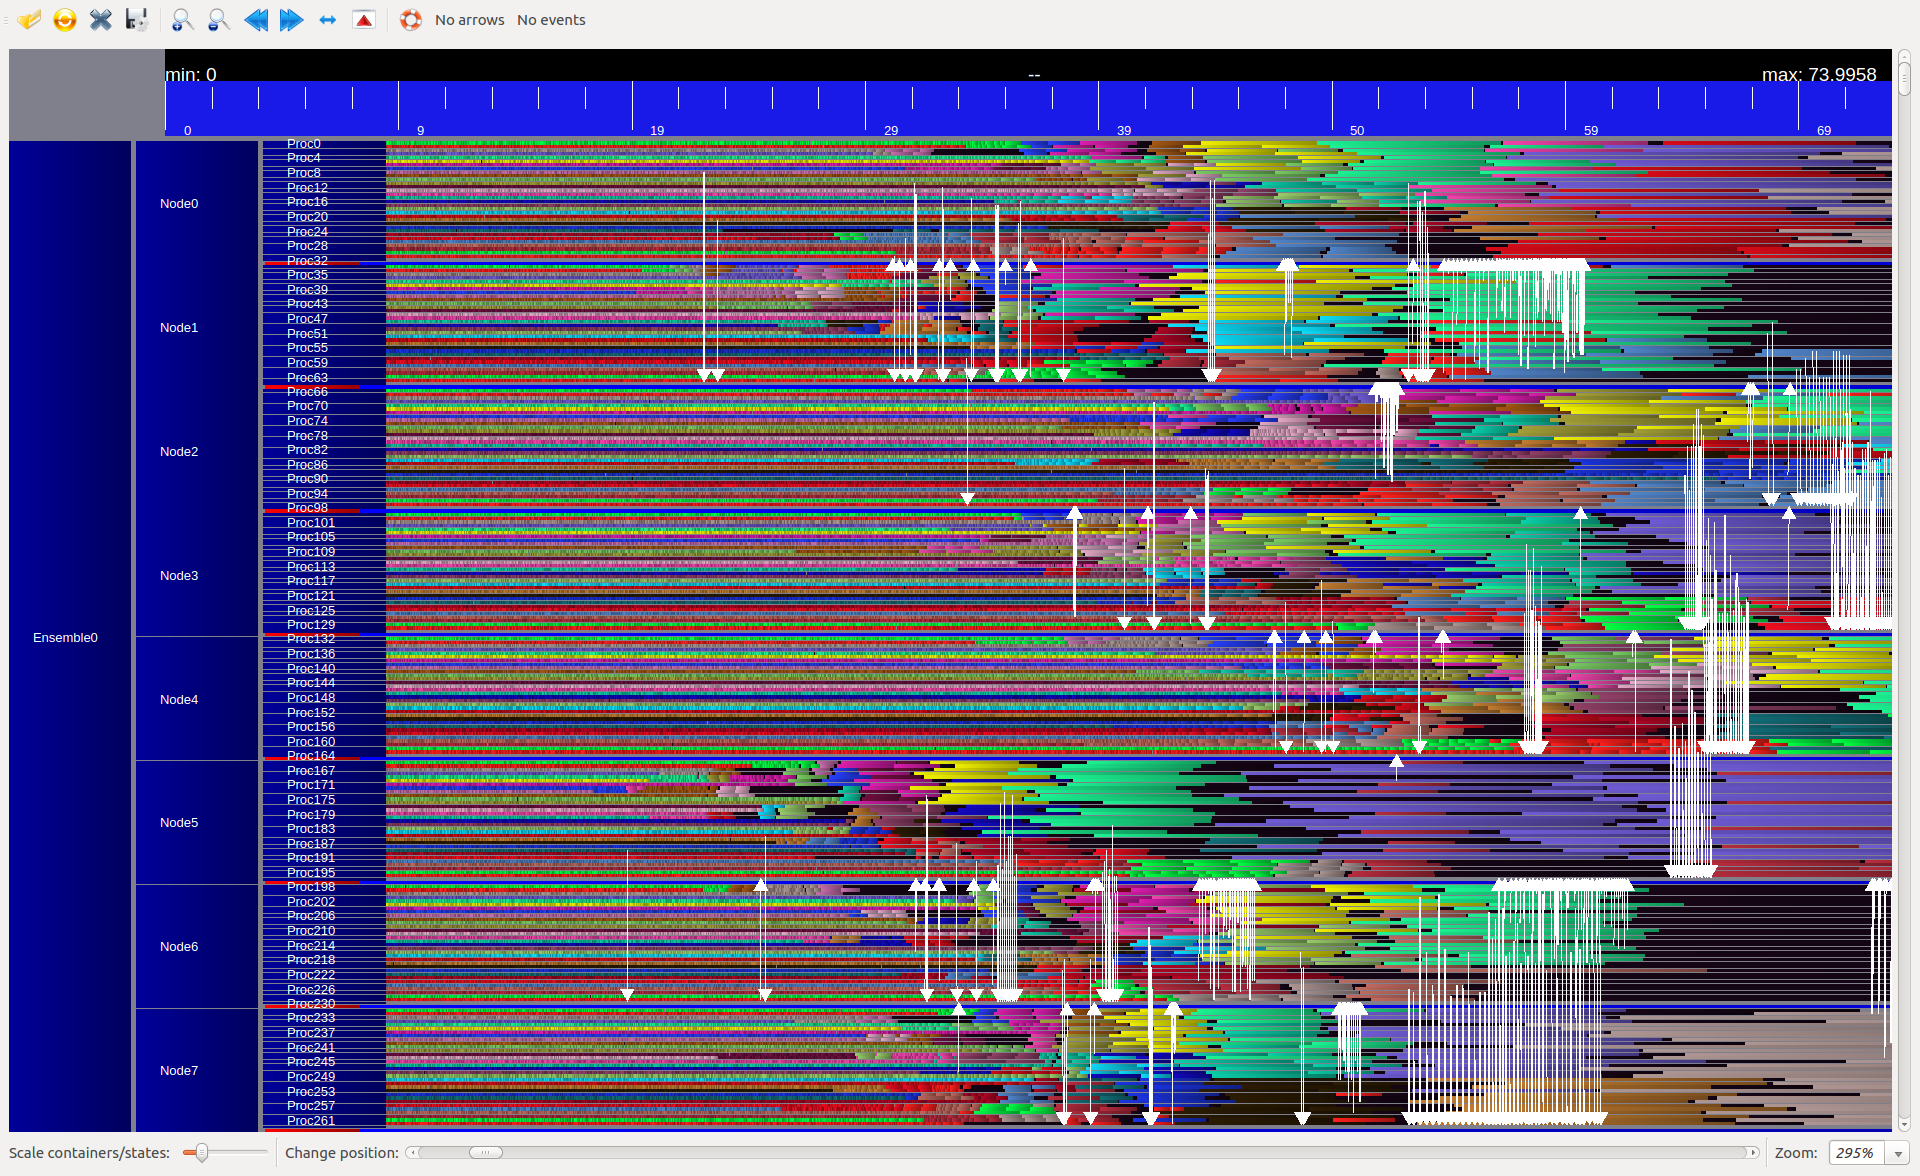 No arrows No events
min: 0 -- max: 73.9958
0 9 19 29 39 50 59 69
Ensemble0
Node0
Proc0
Proc4
Proc8
Proc12
Proc16
Proc20
Proc24
Proc28
Proc32
Node1
Proc35
Proc39
Proc43
Proc47
Proc51
Proc55
Proc59
Proc63
Node2
Proc66
Proc70
Proc74
Proc78
Proc82
Proc86
Proc90
Proc94
Proc98
Node3
Proc101
Proc105
Proc109
Proc113
Proc117
Proc121
Proc125
Proc129
Node4
Proc132
Proc136
Proc140
Proc144
Proc148
Proc152
Proc156
Proc160
Proc164
Node5
Proc167
Proc171
Proc175
Proc179
Proc183
Proc187
Proc191
Proc195
Node6
Proc198
Proc202
Proc206
Proc210
Proc214
Proc218
Proc222
Proc226
Proc230
Node7
Proc233
Proc237
Proc241
Proc245
Proc249
Proc253
Proc257
Proc261
Scale containers/states: Change position: Zoom: 295%